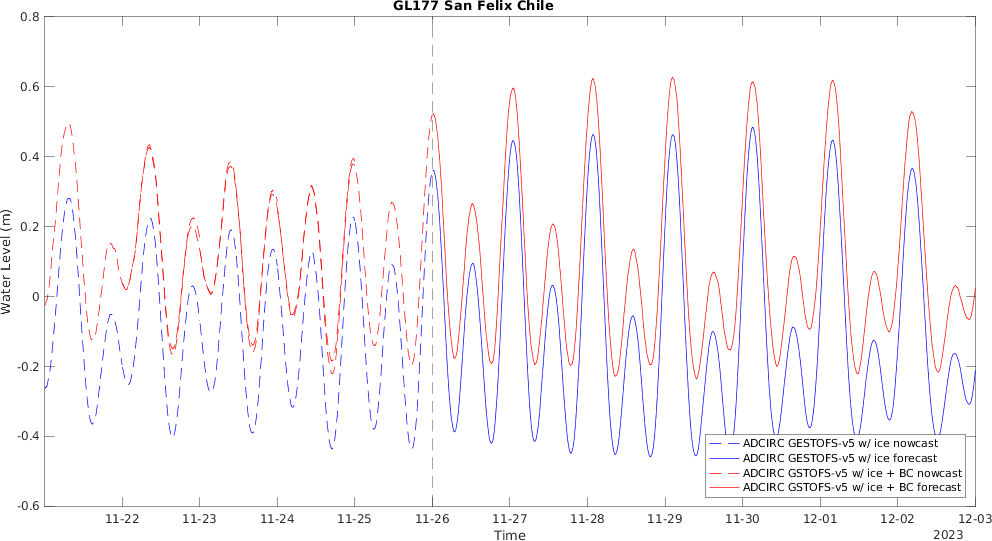 GL177 San Felix Chile
0.8
0.6
0.4
0.2
0
-0.2
-0.4
-0.6
Water Level (m)
11-22 11-23 11-24 11-25 11-26 11-27 11-28 11-29 11-30 12-01 12-02 12-03
Time
2023
ADCIRC GESTOFS-v5 w/ ice nowcast
ADCIRC GESTOFS-v5 w/ ice forecast
ADCIRC GSTOFS-v5 w/ ice + BC nowcast
ADCIRC GSTOFS-v5 w/ ice + BC forecast